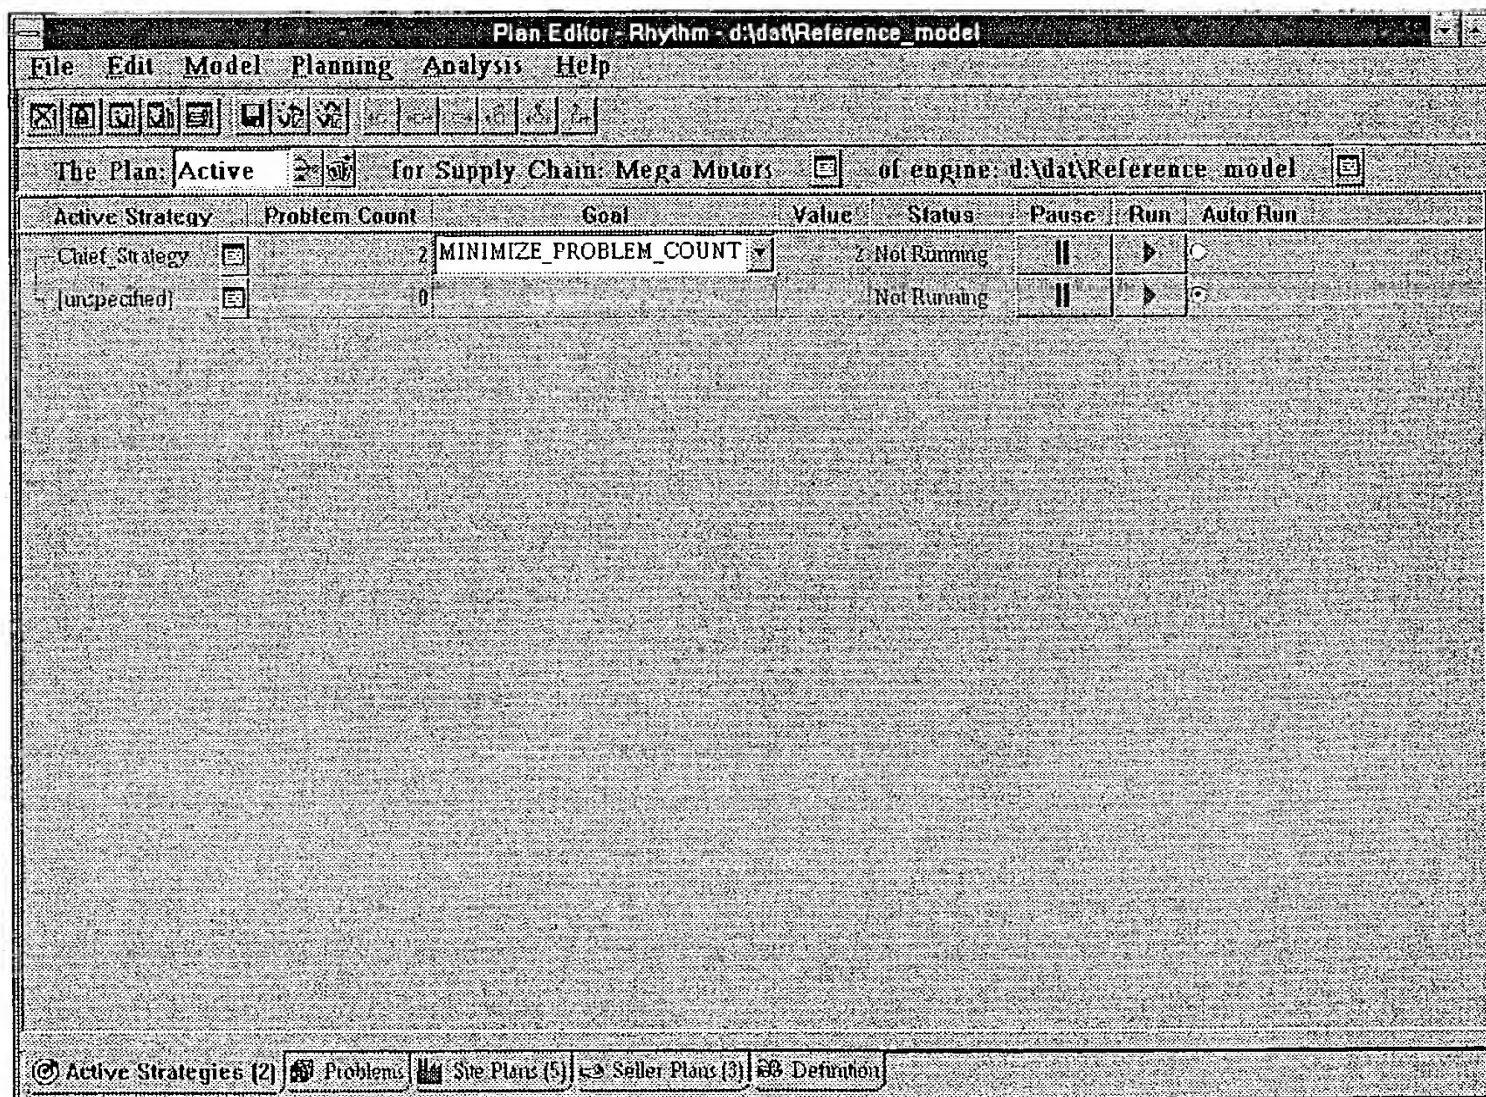 Plan Editor - Rhythm - d:\dat\Reference_model
File Edit Model Planning Analysis Help
The Plan: Active for Supply Chain: Mega Motors of engine: d:\dat\Reference_model
Active Strategy Problem Count Goal Value Status Pause Run Auto Run
Chief_Strategy 2 MINIMIZE_PROBLEM_COUNT 2 Not Running
[unspecified] 0 Not Running
Active Strategies (2) Problems Site Plans (5) Seller Plans (3) Definition